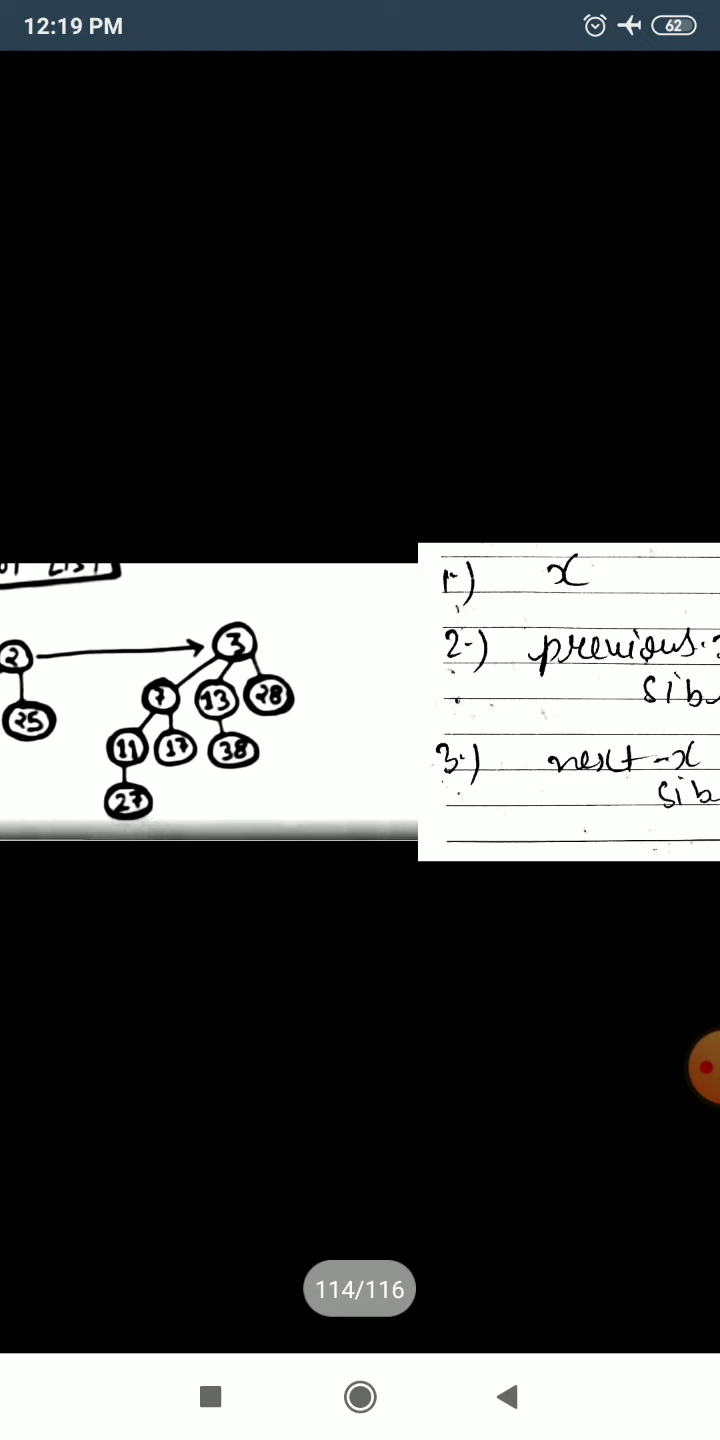 12:19 PM
62
LIST
2
3
25
7
13
28
11
17
38
27
1-) x
2-) previous-
sib
3-) next-x
sib
114/116